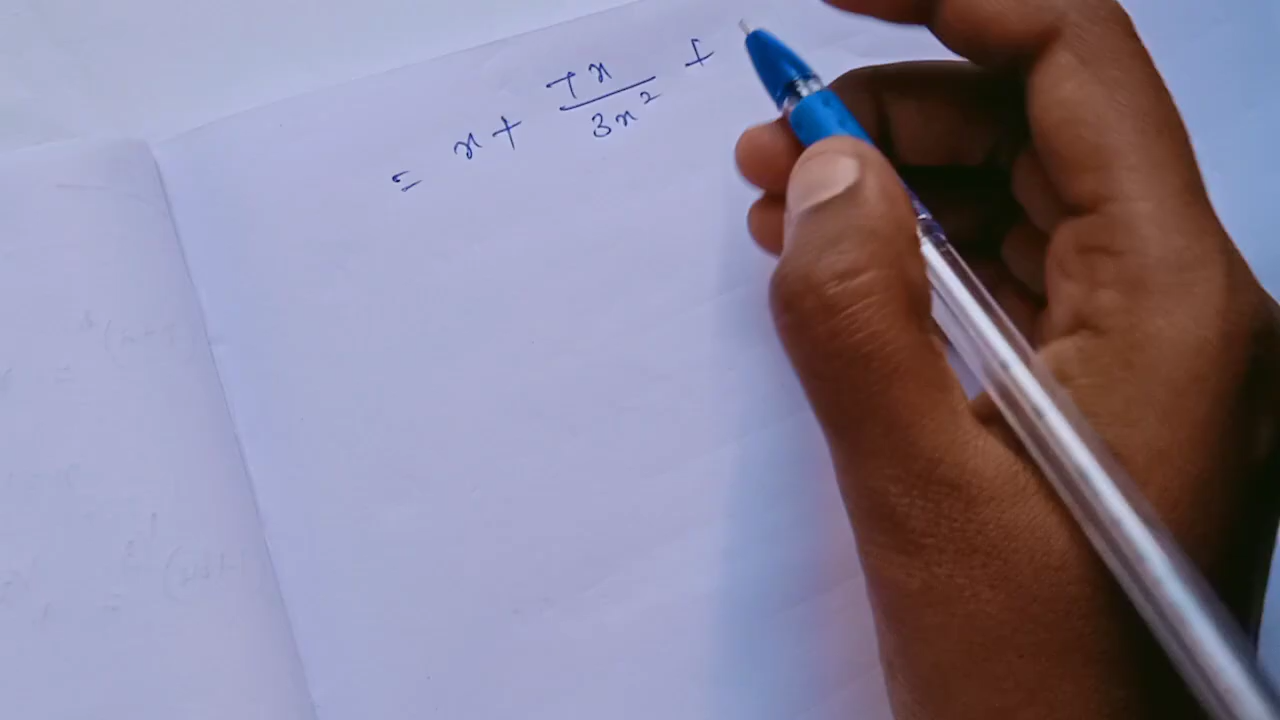 = x + 7x/3x² +